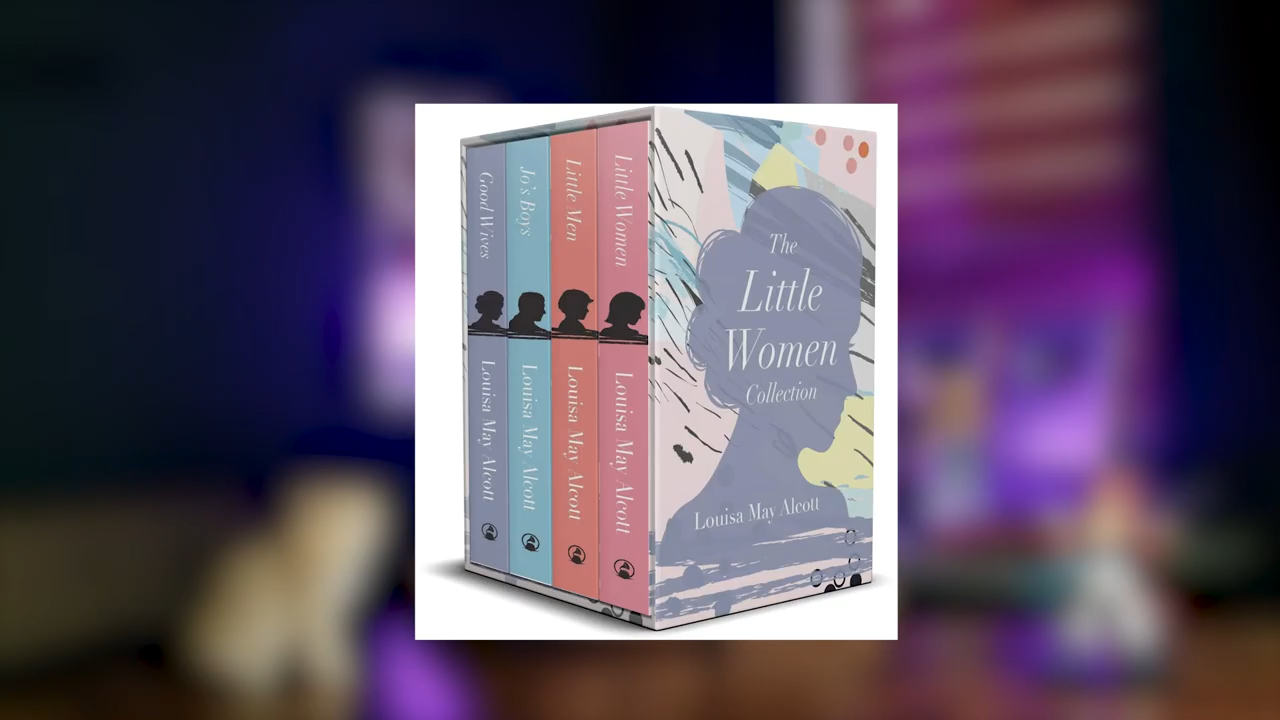 Good Wives
Louisa May Alcott
Jo's Boys
Louisa May Alcott
Little Men
Louisa May Alcott
Little Women
Louisa May Alcott
The
Little
Women
Collection
Louisa May Alcott